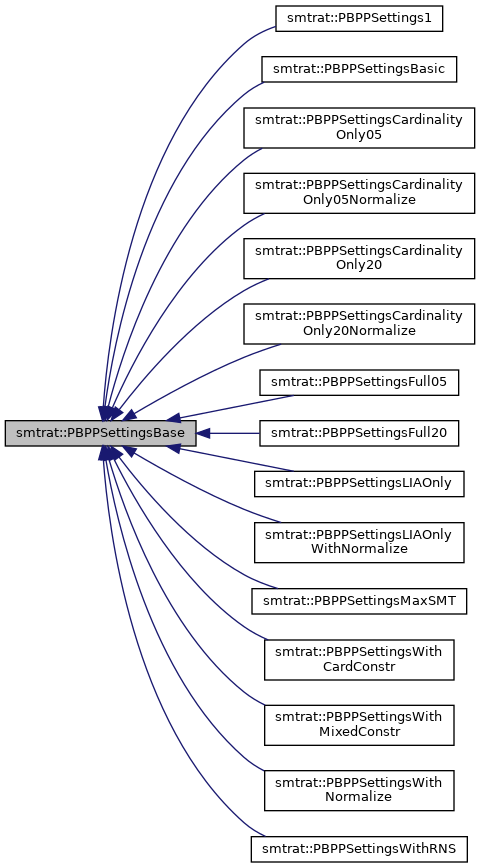 smtrat::PBPPSettings1
smtrat::PBPPSettingsBasic
smtrat::PBPPSettingsCardinality
Only05
smtrat::PBPPSettingsCardinality
Only05Normalize
smtrat::PBPPSettingsCardinality
Only20
smtrat::PBPPSettingsCardinality
Only20Normalize
smtrat::PBPPSettingsFull05
smtrat::PBPPSettingsBase
smtrat::PBPPSettingsFull20
smtrat::PBPPSettingsLIAOnly
smtrat::PBPPSettingsLIAOnly
WithNormalize
smtrat::PBPPSettingsMaxSMT
smtrat::PBPPSettingsWith
CardConstr
smtrat::PBPPSettingsWith
MixedConstr
smtrat::PBPPSettingsWith
Normalize
smtrat::PBPPSettingsWithRNS